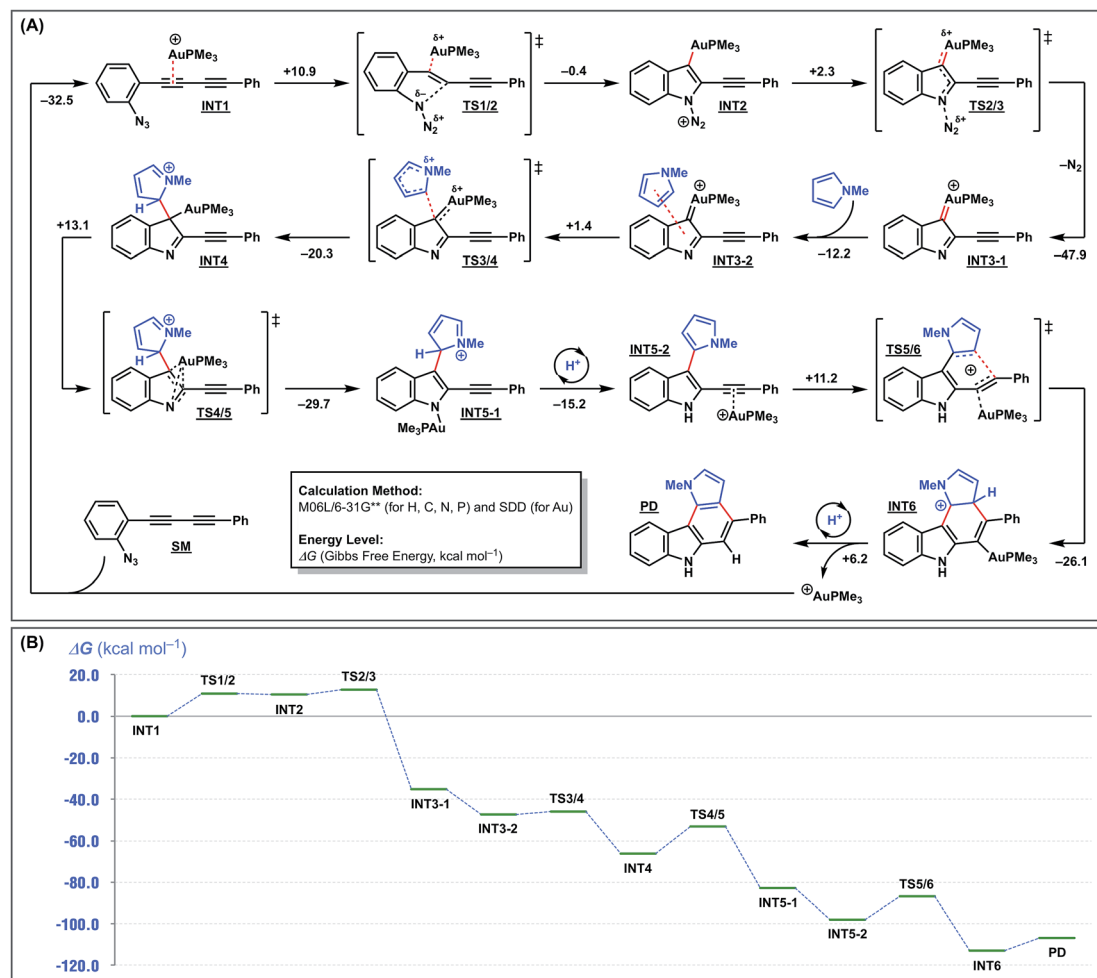 (A)
⊕
AuPMe3
Ph
N3
INT1
–32.5
+10.9
δ+
AuPMe3
‡
Ph
δ–
N
δ+
N2
TS1/2
–0.4
AuPMe3
Ph
N
⊕N2
INT2
+2.3
δ+
AuPMe3
‡
Ph
N
δ+
N2
TS2/3
–N2
+13.1
⊕
NMe
H
AuPMe3
Ph
N
INT4
–20.3
δ+
NMe
‡
δ+
AuPMe3
Ph
N
TS3/4
+1.4
NMe
⊕
AuPMe3
Ph
N
INT3-2
NMe
–12.2
⊕
AuPMe3
Ph
N
INT3-1
–47.9
⊕
NMe
‡
H
AuPMe3
Ph
N
TS4/5
–29.7
H
NMe
⊕
Ph
N
Me3PAu
INT5-1
H+
–15.2
INT5-2
N
Me
Ph
N
H
⊕AuPMe3
+11.2
TS5/6
MeN
‡
⊕
Ph
N
H
AuPMe3
Ph
N3
SM
Calculation Method:
M06L/6-31G** (for H, C, N, P) and SDD (for Au)
Energy Level:
ΔG (Gibbs Free Energy, kcal mol–1)
PD
MeN
Ph
N
H
H
H+
+6.2
⊕AuPMe3
INT6
MeN
⊕
H
Ph
AuPMe3
N
H
–26.1
(B)
ΔG (kcal mol–1)
20.0
0.0
-20.0
-40.0
-60.0
-80.0
-100.0
-120.0
INT1
TS1/2
INT2
TS2/3
INT3-1
INT3-2
TS3/4
INT4
TS4/5
INT5-1
INT5-2
TS5/6
INT6
PD